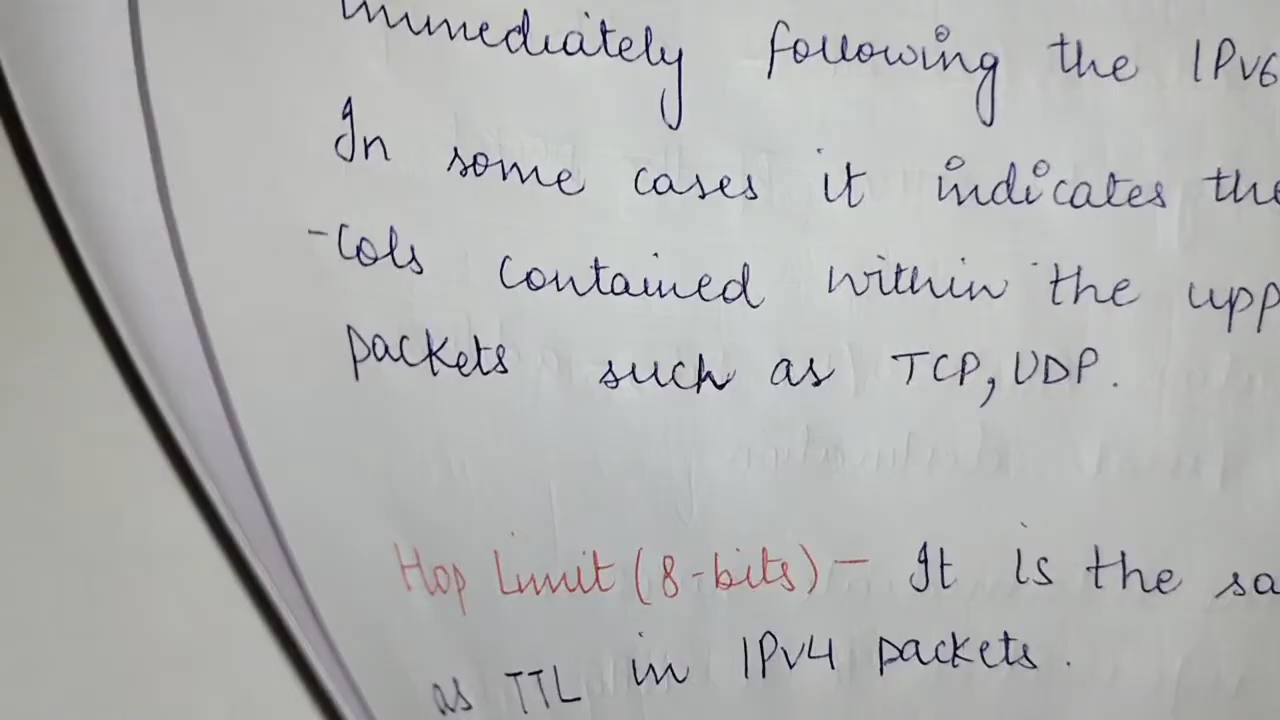 immediately following the IPv6
In some cases it indicates the
-cols contained within the upp
packets such as TCP, UDP.
Hop Limit (8-bits) - It is the sa
as TTL in IPv4 packets.